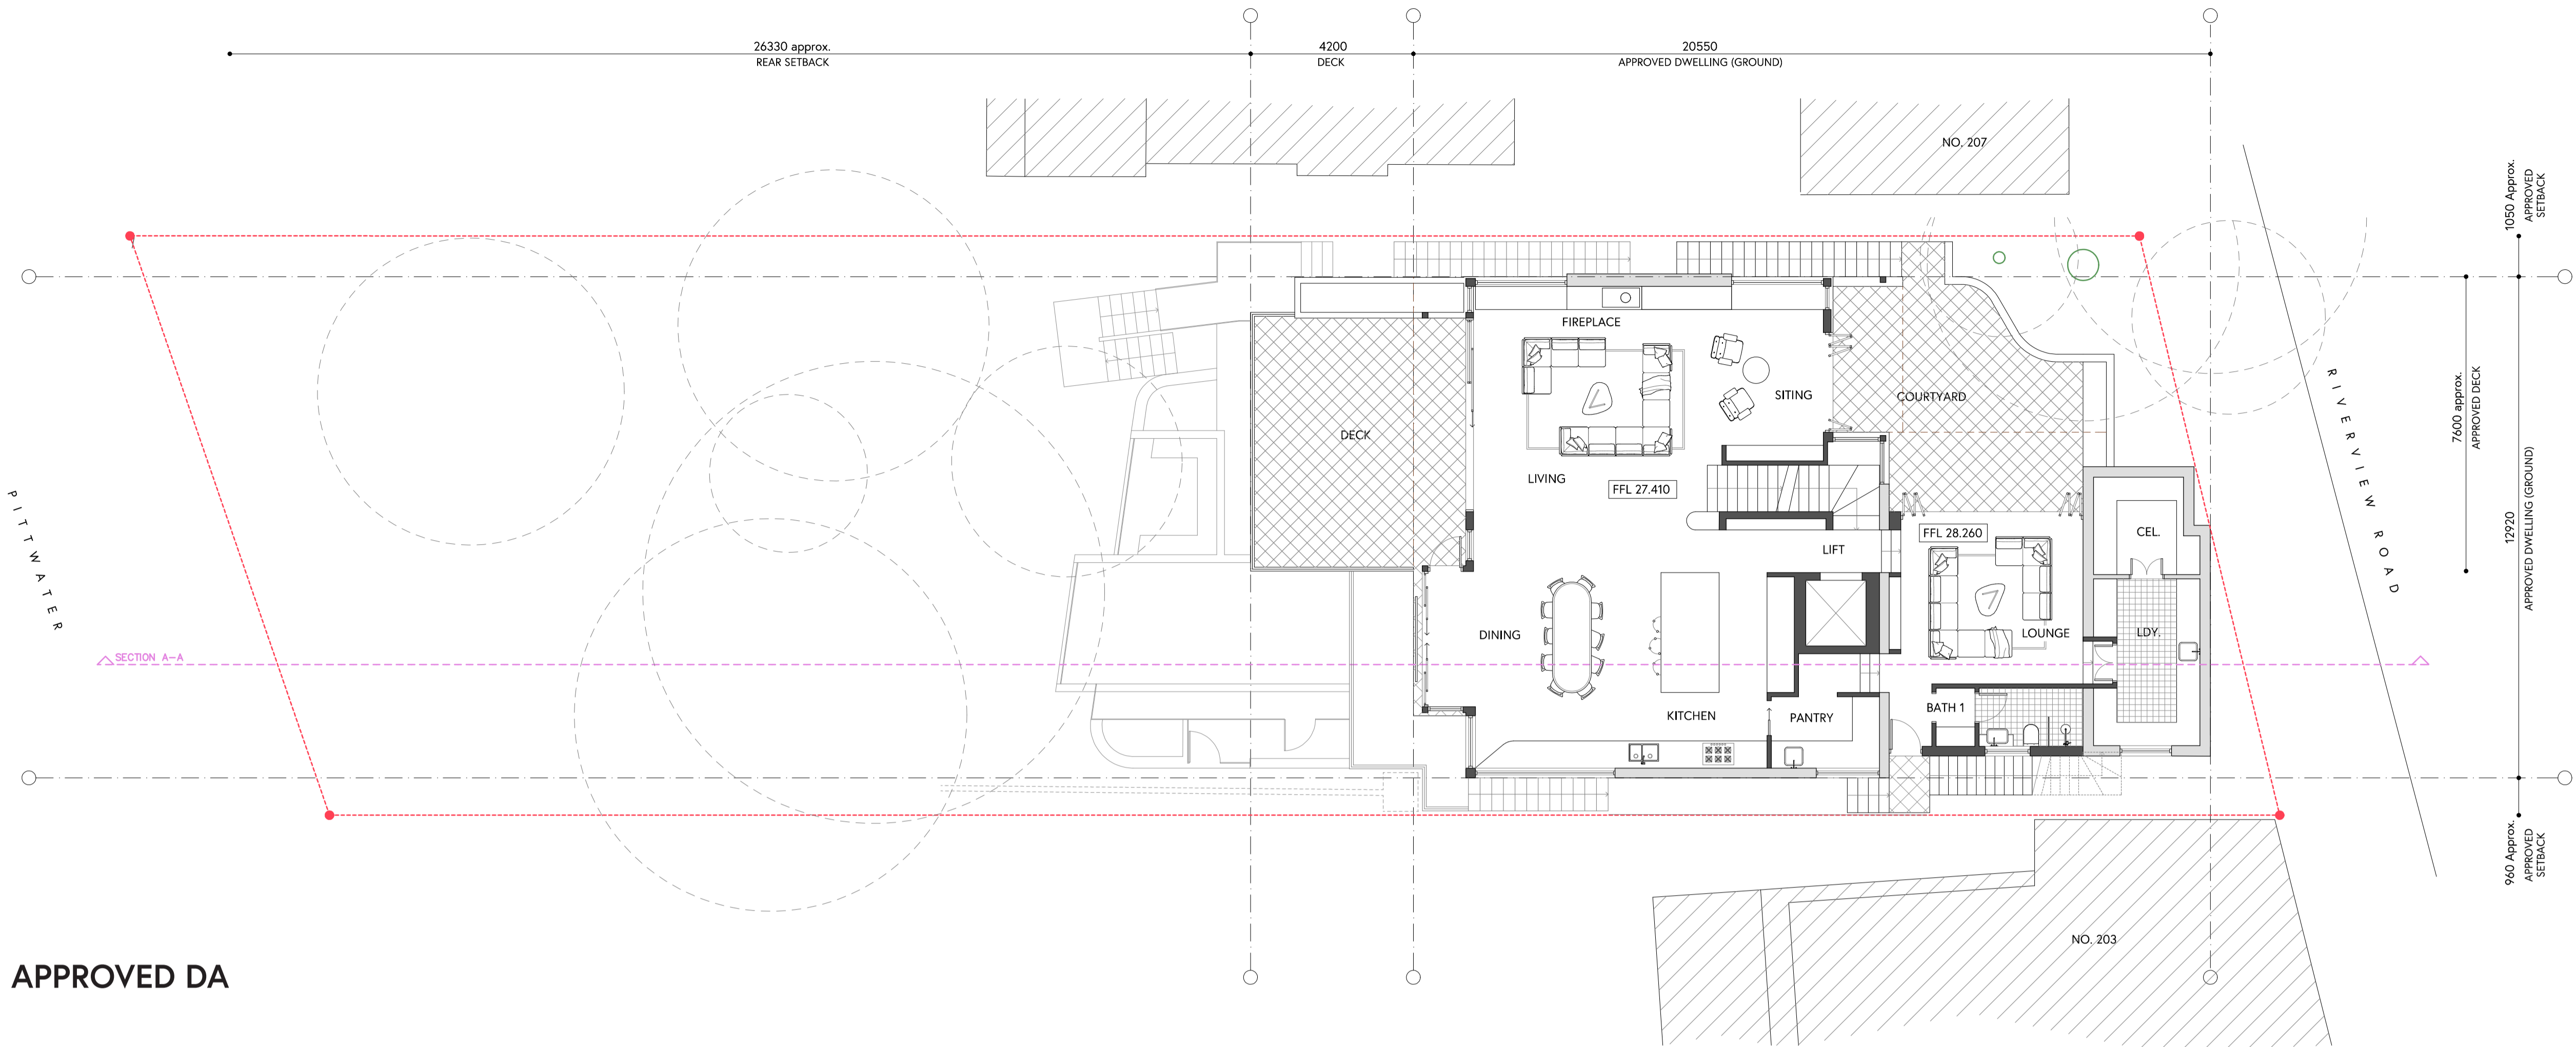 26330 approx.
REAR SETBACK
4200
DECK
20550
APPROVED DWELLING (GROUND)
NO. 207
1050 Approx.
APPROVED
SETBACK
FIREPLACE
SITING
COURTYARD
DECK
LIVING
FFL 27.410
RIVERVIEW ROAD
7600 approx.
APPROVED DECK
PITTWATER
LIFT
FFL 28.260
CEL.
12920
APPROVED DWELLING (GROUND)
DINING
LOUNGE
LDY.
SECTION A-A
KITCHEN
PANTRY
BATH 1
960 Approx.
APPROVED
SETBACK
NO. 203
APPROVED DA